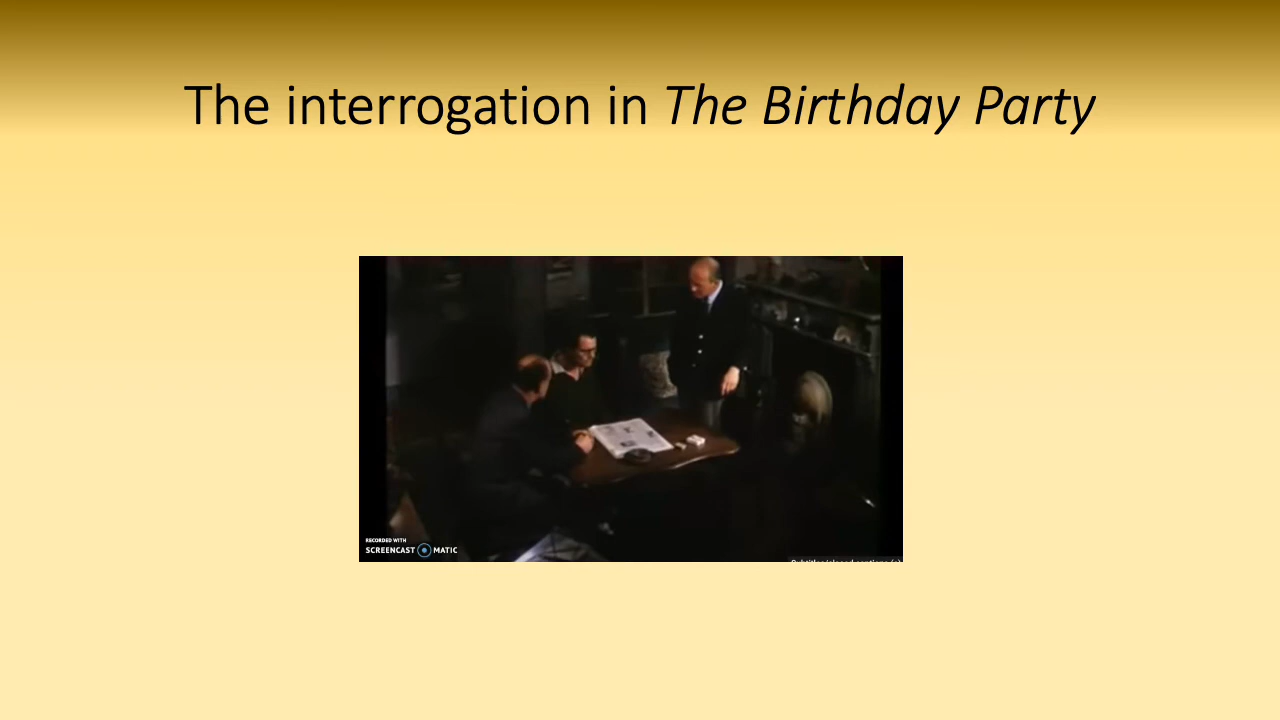 The interrogation in The Birthday Party
RECORDED WITH
SCREENCAST MATIC